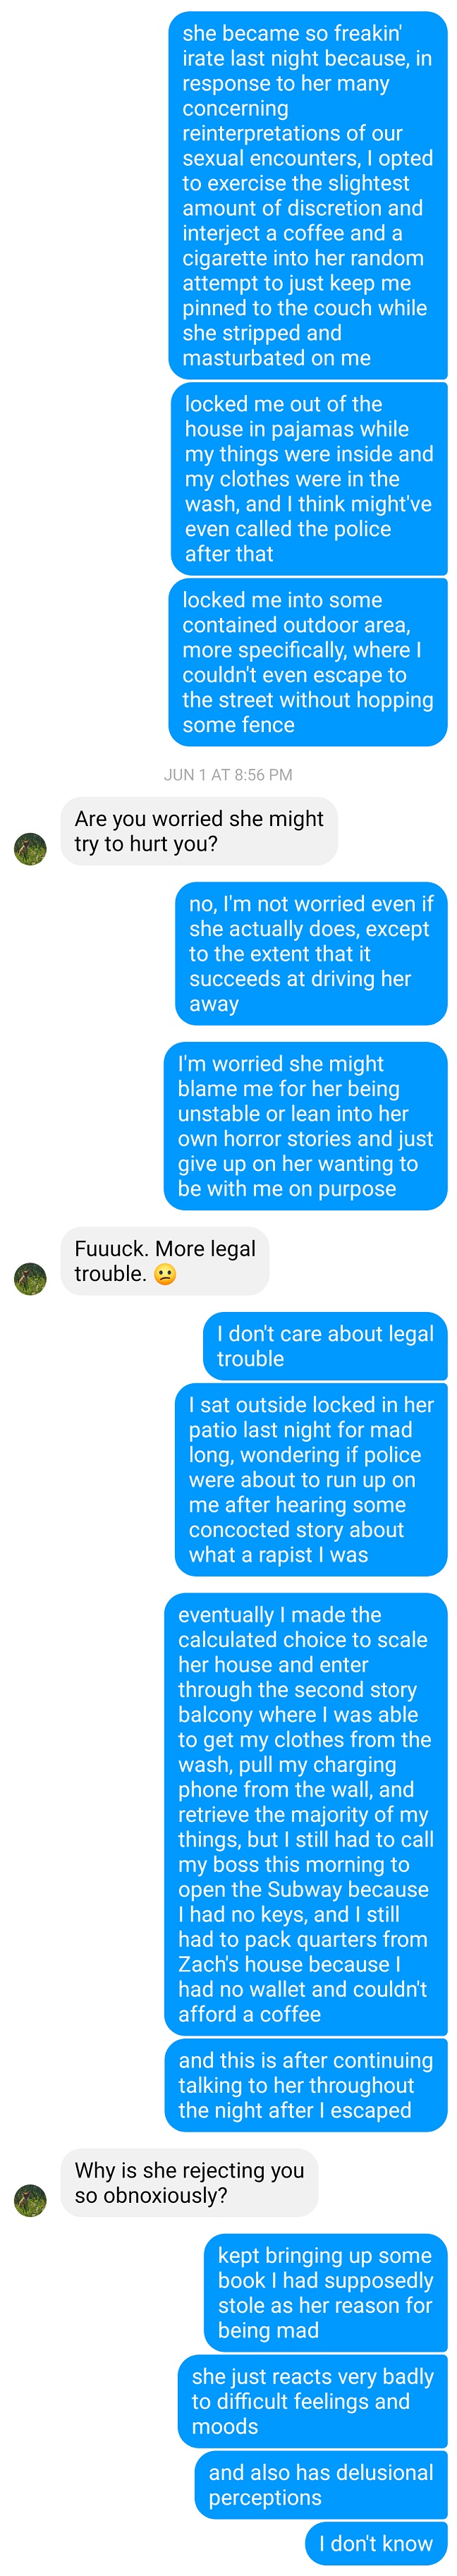 she became so freakin'
irate last night because, in
response to her many
concerning
reinterpretations of our
sexual encounters, I opted
to exercise the slightest
amount of discretion and
interject a coffee and a
cigarette into her random
attempt to just keep me
pinned to the couch while
she stripped and
masturbated on me
locked me out of the
house in pajamas while
my things were inside and
my clothes were in the
wash, and I think might've
even called the police
after that
locked me into some
contained outdoor area,
more specifically, where I
couldn't even escape to
the street without hopping
some fence
JUN 1 AT 8:56 PM
Are you worried she might
try to hurt you?
no, I'm not worried even if
she actually does, except
to the extent that it
succeeds at driving her
away
I'm worried she might
blame me for her being
unstable or lean into her
own horror stories and just
give up on her wanting to
be with me on purpose
Fuuuck. More legal
trouble. 😕
I don't care about legal
trouble
I sat outside locked in her
patio last night for mad
long, wondering if police
were about to run up on
me after hearing some
concocted story about
what a rapist I was
eventually I made the
calculated choice to scale
her house and enter
through the second story
balcony where I was able
to get my clothes from the
wash, pull my charging
phone from the wall, and
retrieve the majority of my
things, but I still had to call
my boss this morning to
open the Subway because
I had no keys, and I still
had to pack quarters from
Zach's house because I
had no wallet and couldn't
afford a coffee
and this is after continuing
talking to her throughout
the night after I escaped
Why is she rejecting you
so obnoxiously?
kept bringing up some
book I had supposedly
stole as her reason for
being mad
she just reacts very badly
to difficult feelings and
moods
and also has delusional
perceptions
I don't know